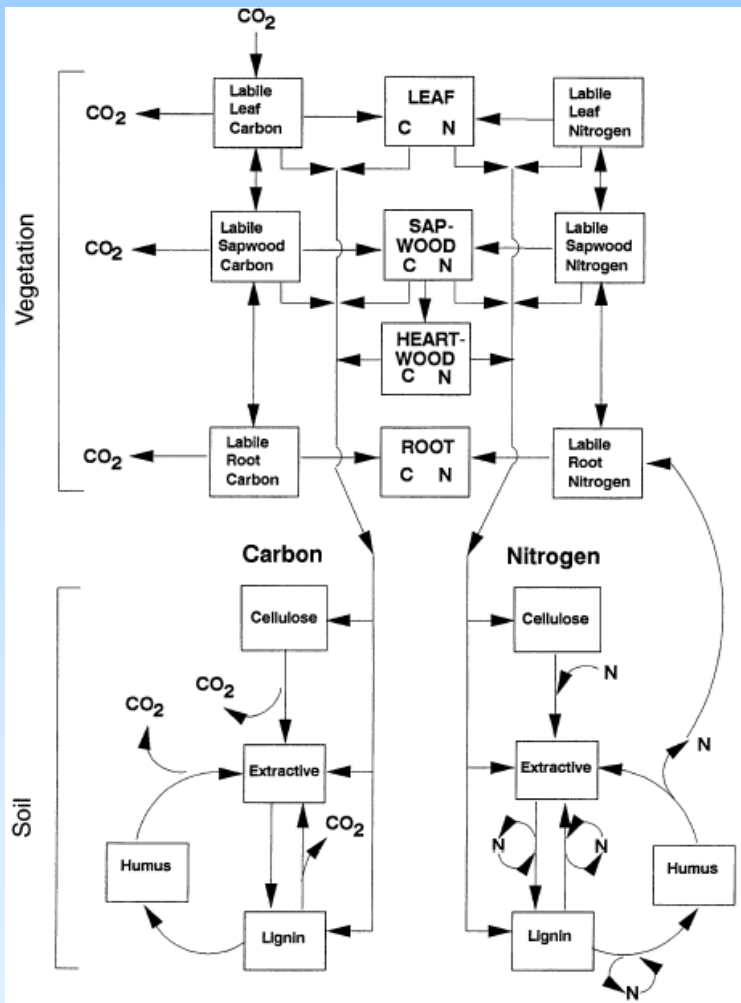 CO2
Vegetation
CO2
Labile
Leaf
Carbon
LEAF
C N
Labile
Leaf
Nitrogen
CO2
Labile
Sapwood
Carbon
SAP-
WOOD
C N
Labile
Sapwood
Nitrogen
HEART-
WOOD
C N
CO2
Labile
Root
Carbon
ROOT
C N
Labile
Root
Nitrogen
Carbon
Nitrogen
Soil
Cellulose
Cellulose
CO2
N
CO2
N
Extractive
Extractive
CO2
N
N
Humus
Humus
Lignin
Lignin
N